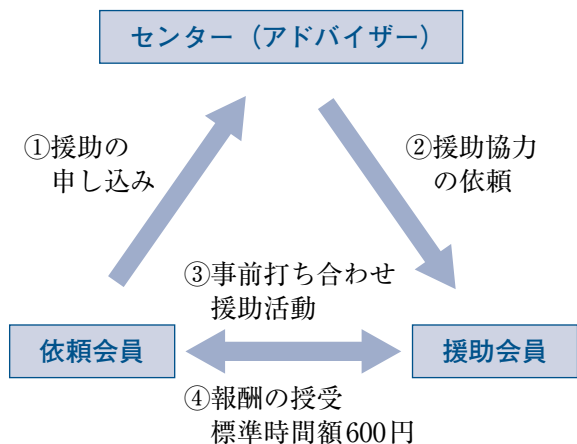 センター（アドバイザー）
①援助の
申し込み
②援助協力
の依頼
③事前打ち合わせ
援助活動
依頼会員
援助会員
④報酬の授受
標準時間額600円